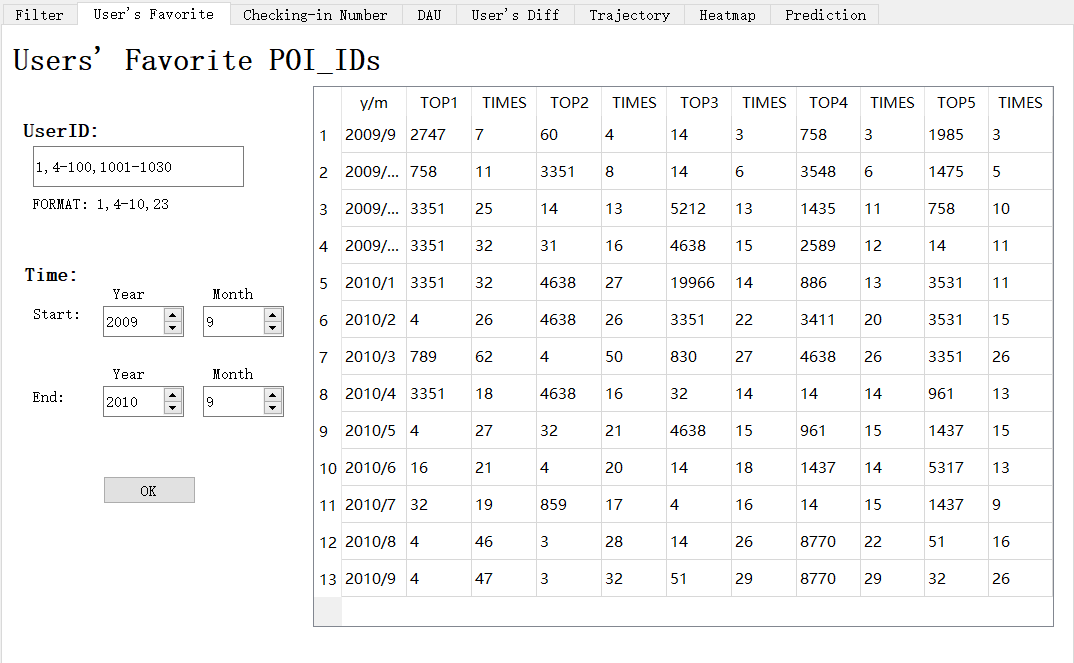 Filter User's Favorite Checking-in Number DAU User's Diff Trajectory Heatmap Prediction
Users' Favorite POI_IDs
UserID:
1,4-100,1001-1030
FORMAT: 1,4-10,23
Time:
Year Month
Start: 2009 9
Year Month
End: 2010 9
OK
y/m TOP1 TIMES TOP2 TIMES TOP3 TIMES TOP4 TIMES TOP5 TIMES
1 2009/9 2747 7 60 4 14 3 758 3 1985 3
2 2009/... 758 11 3351 8 14 6 3548 6 1475 5
3 2009/... 3351 25 14 13 5212 13 1435 11 758 10
4 2009/... 3351 32 31 16 4638 15 2589 12 14 11
5 2010/1 3351 32 4638 27 19966 14 886 13 3531 11
6 2010/2 4 26 4638 26 3351 22 3411 20 3531 15
7 2010/3 789 62 4 50 830 27 4638 26 3351 26
8 2010/4 3351 18 4638 16 32 14 14 14 961 13
9 2010/5 4 27 32 21 4638 15 961 15 1437 15
10 2010/6 16 21 4 20 14 18 1437 14 5317 13
11 2010/7 32 19 859 17 4 16 14 15 1437 9
12 2010/8 4 46 3 28 14 26 8770 22 51 16
13 2010/9 4 47 3 32 51 29 8770 29 32 26